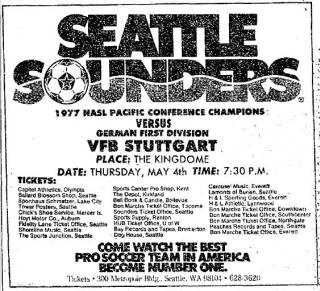 SEATTLE
SOUNDERS
1977 NASL PACIFIC CONFERENCE CHAMPIONS
VERSUS
GERMAN FIRST DIVISION
VFB STUTTGART
PLACE: THE KINGDOME
DATE: THURSDAY, MAY 4th TIME: 7:30 P.M.
TICKETS:
Capitol Athletics, Olympia
Ballard Blossom Shop, Seattle
Sporthaus Schmetzer, Lake City
Tower Posters, Seattle
Chick's Shoe Service, Mercer Is.
Hoyt Motor Co., Auburn
Fidelity Lane Ticket Office, Seattle
Shoreline Music, Seattle
The Sports Junction, Seattle
Sports Center Pro Shop, Kent
The Depot, Kirkland
Bell Book & Candle, Bellevue
Bon Marche Ticket Office, Tacoma
Sounders Ticket Office, Seattle
Sports Supply, Renton
HUB Ticket Office, U of W
Bay Records and Tapes, Bremerton
Dog House, Seattle
Carousel Music, Everett
Lamonts of Burien, Seattle
H & L Sporting Goods, Everett
H & L Athletic, Lynnwood
Bon Marche Ticket Office, Downtown
Bon Marche Ticket Office, Southcenter
Bon Marche Ticket Office, Northgate
Peaches Records and Tapes, Seattle
Bon Marche Ticket Office, Everett
COME WATCH THE BEST
PRO SOCCER TEAM IN AMERICA
BECOME NUMBER ONE.
Tickets • 300 Metropole Bldg., Seattle, WA 98104 • 628-3620